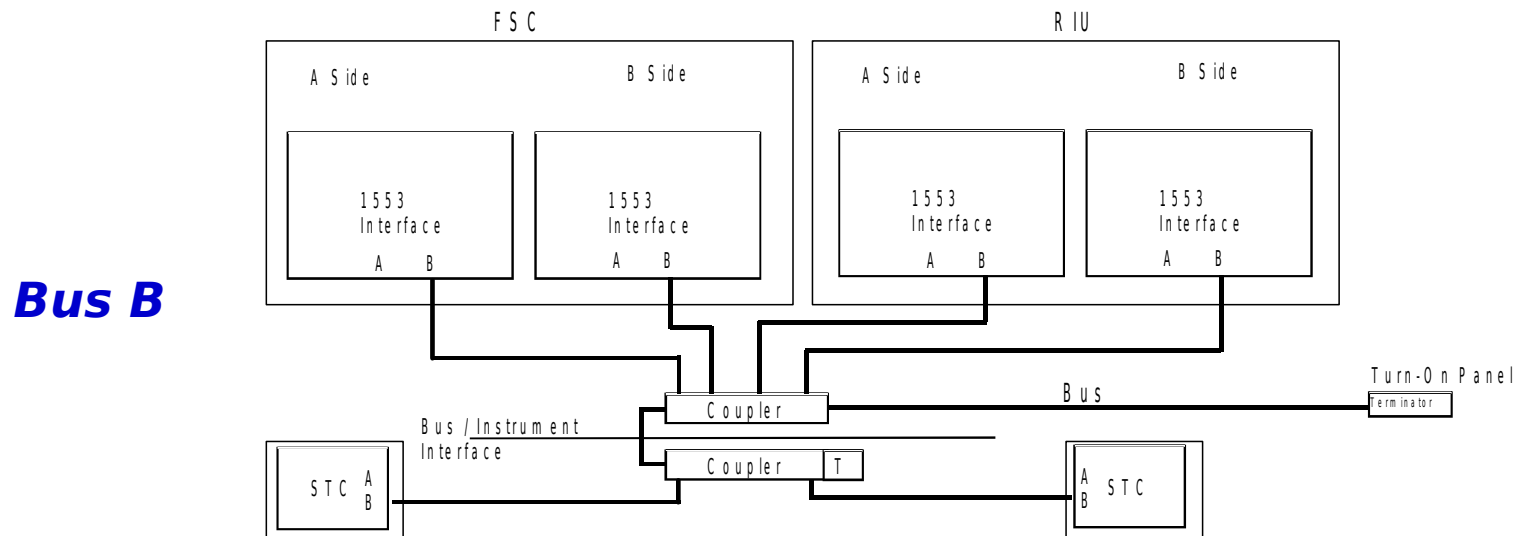 FSC
RIU
A Side
B Side
A Side
B Side
1553
Interface
A B
1553
Interface
A B
1553
Interface
A B
1553
Interface
A B
Bus B
Turn-On Panel
Terminator
Bus
Coupler
Bus/Instrument
Interface
Coupler
T
STC
A
B
A
B
STC